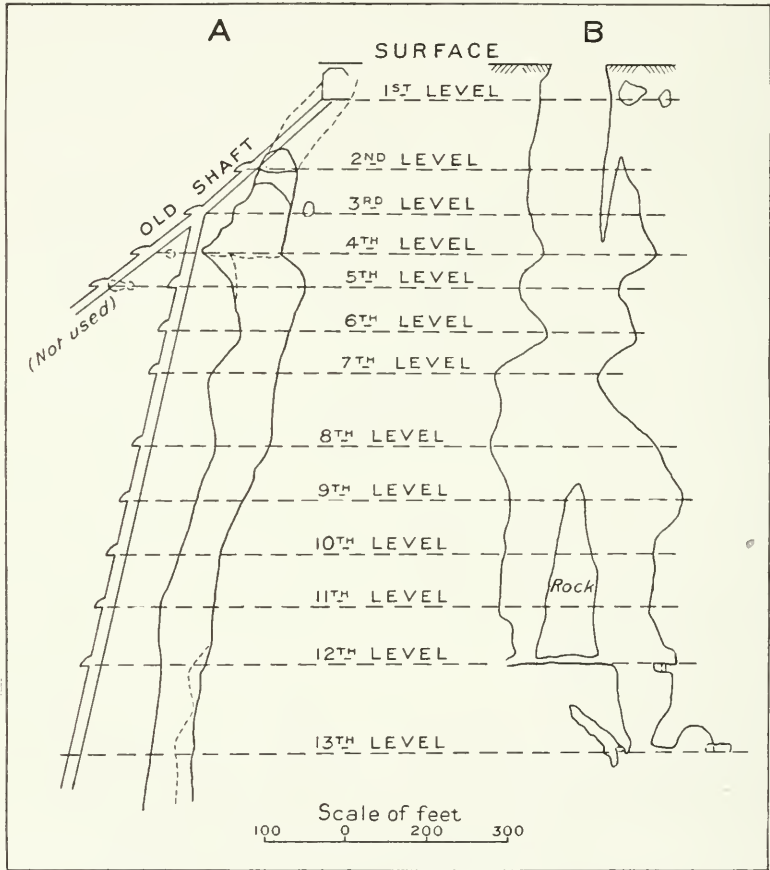 A
B
SURFACE
1ST LEVEL
2ND LEVEL
OLD SHAFT
3RD LEVEL
4TH LEVEL
5TH LEVEL
(Not used)
6TH LEVEL
7TH LEVEL
8TH LEVEL
9TH LEVEL
10TH LEVEL
Rock
11TH LEVEL
12TH LEVEL
13TH LEVEL
Scale of feet
100 0 200 300